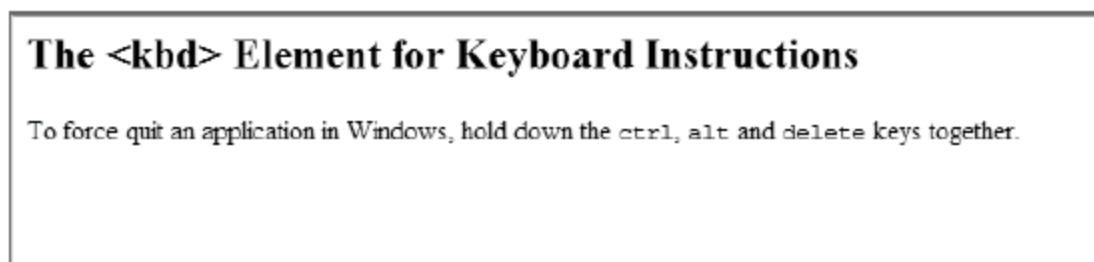 The <kbd> Element for Keyboard Instructions
To force quit an application in Windows, hold down the ctrl, alt and delete keys together.